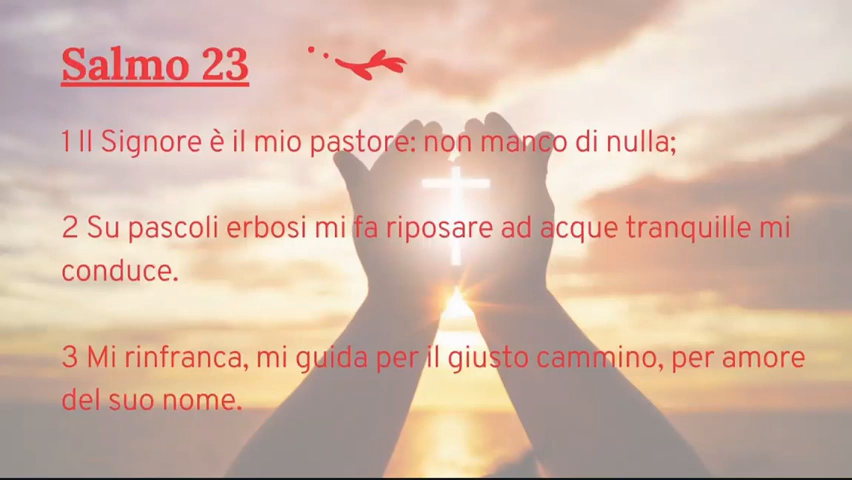 Salmo 23
1 Il Signore è il mio pastore: non manco di nulla;
2 Su pascoli erbosi mi fa riposare ad acque tranquille mi
conduce.
3 Mi rinfranca, mi guida per il giusto cammino, per amore
del suo nome.